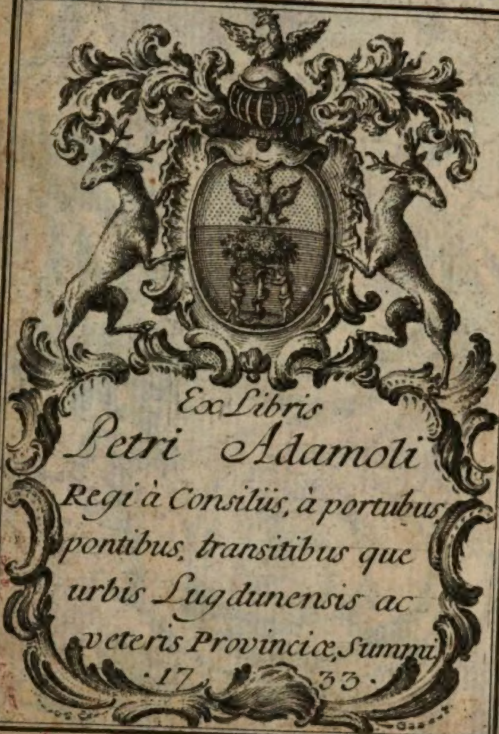 Ex Libris
Petri Adamoli
Regi à Consiliis, à portubus
pontibus, transitibus que
urbis Lugdunensis ac
veteris Provinciæ, Summi
·17 33·